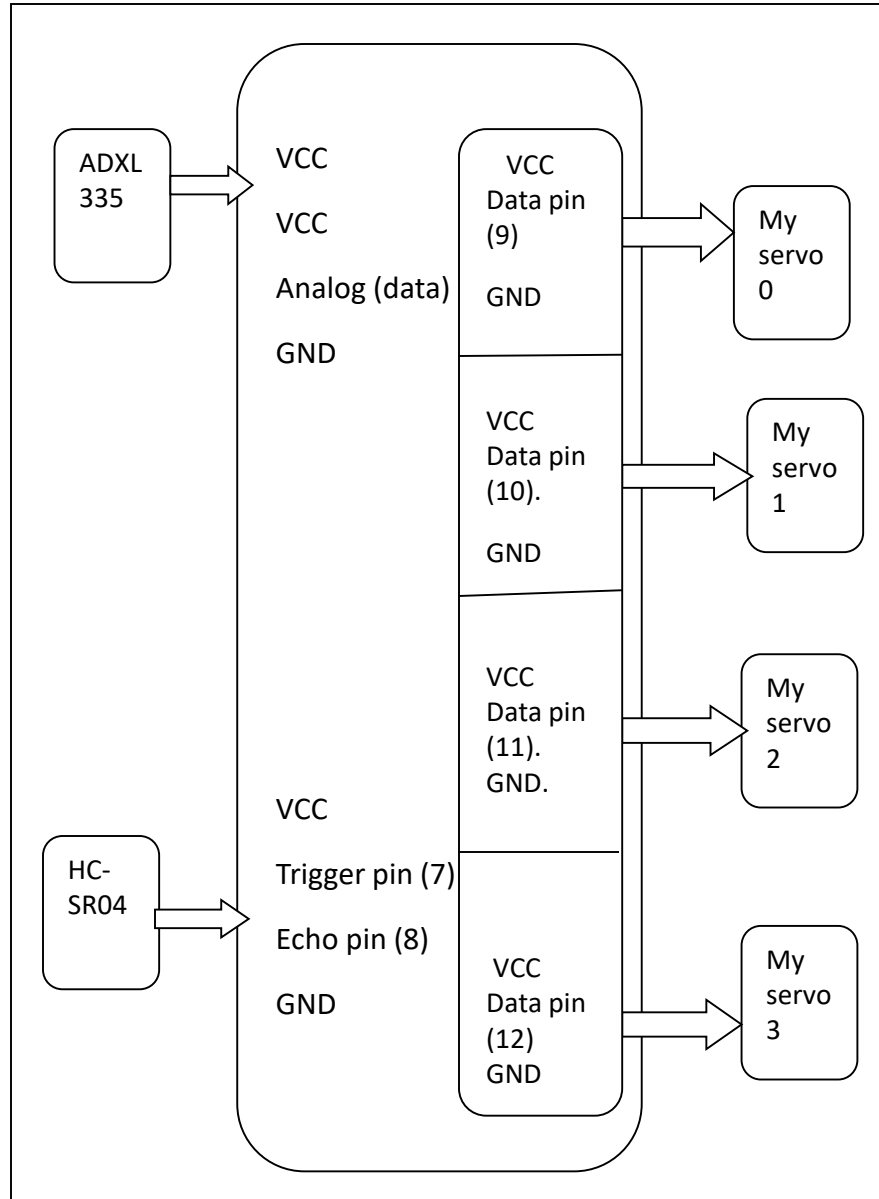 ADXL
335
VCC
VCC
Analog (data)
GND
VCC
Data pin
(9)
GND
My
servo
0
VCC
Data pin
(10).
GND
My
servo
1
VCC
Data pin
(11).
GND.
My
servo
2
HC-
SR04
VCC
Trigger pin (7)
Echo pin (8)
GND
VCC
Data pin
(12)
GND
My
servo
3